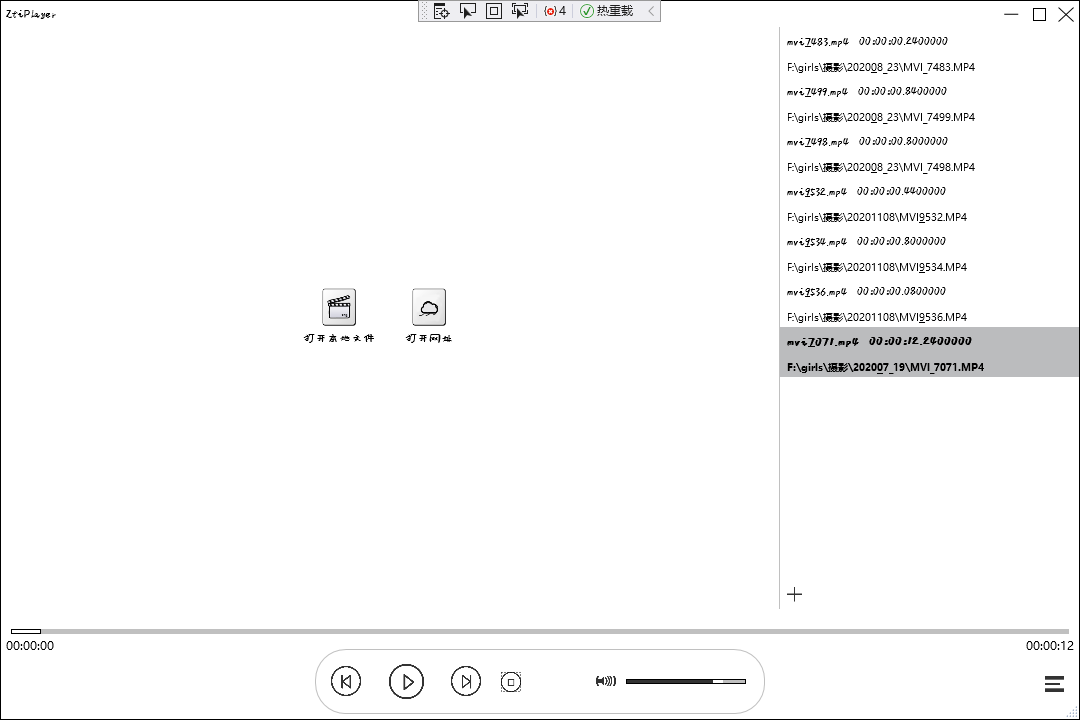 ZtiPlayer
4 热重载
mvi7483.mp4 00:00:00.2400000
F:\girls\摄影\202008_23\MVI_7483.MP4
mvi7499.mp4 00:00:00.8400000
F:\girls\摄影\202008_23\MVI_7499.MP4
mvi7498.mp4 00:00:00.8000000
F:\girls\摄影\202008_23\MVI_7498.MP4
mvi9532.mp4 00:00:00.4400000
F:\girls\摄影\20201108\MVI9532.MP4
mvi9534.mp4 00:00:00.8000000
F:\girls\摄影\20201108\MVI9534.MP4
mvi9536.mp4 00:00:00.0800000
F:\girls\摄影\20201108\MVI9536.MP4
mvi7071.mp4 00:00:12.2400000
F:\girls\摄影\202007_19\MVI_7071.MP4
打开本地文件 打开网址
00:00:00 00:00:12